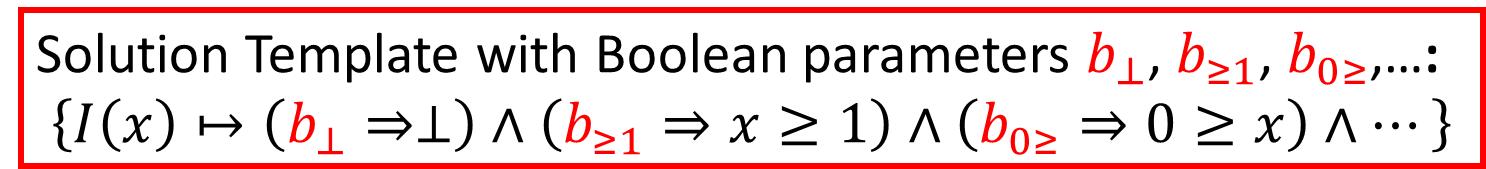 Solution Template with Boolean parameters b⊥, b≥1, b0≥,…:
{I(x) ↦ (b⊥ ⇒⊥) ∧ (b≥1 ⇒ x ≥ 1) ∧ (b0≥ ⇒ 0 ≥ x) ∧ ⋯ }